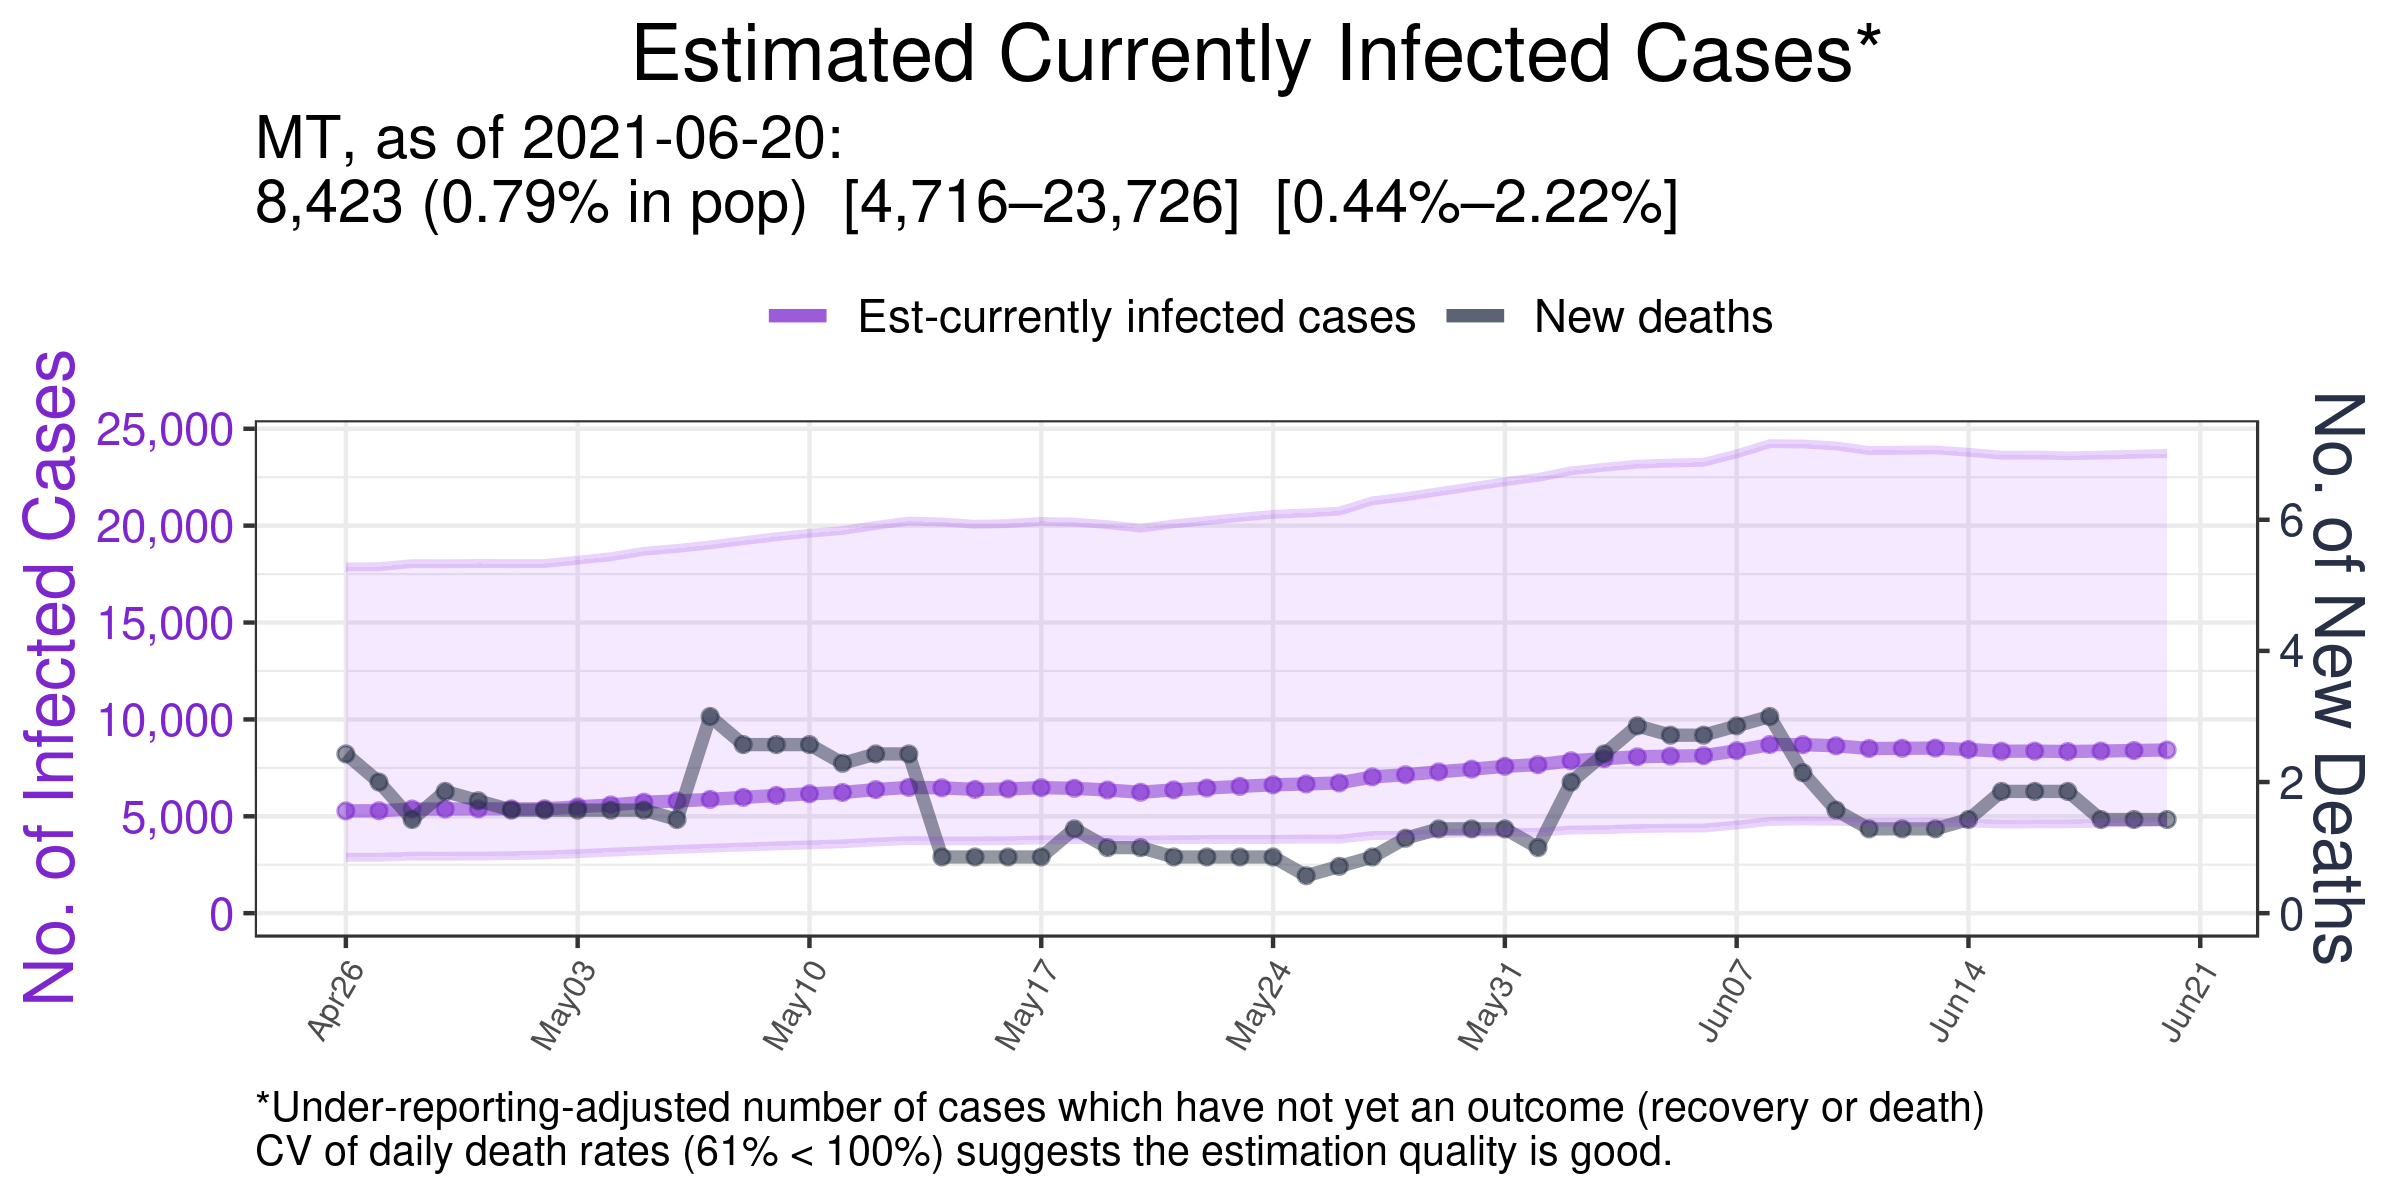 Estimated Currently Infected Cases*
MT, as of 2021-06-20:
8,423 (0.79% in pop)  [4,716–23,726]  [0.44%–2.22%]
Est-currently infected cases
New deaths
No. of Infected Cases
25,000
20,000
15,000
10,000
5,000
0
6
4
2
0
No. of New Deaths
Apr26
May03
May10
May17
May24
May31
Jun07
Jun14
Jun21
*Under-reporting-adjusted number of cases which have not yet an outcome (recovery or death)
CV of daily death rates (61% < 100%) suggests the estimation quality is good.